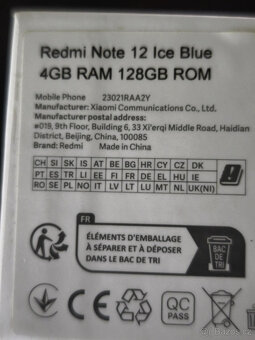 Redmi Note 12 Ice Blue
4GB RAM 128GB ROM
Mobile Phone 23021RAA2Y
Manufacturer: Xiaomi Communications Co., Ltd.
Manufacturer postal address:
#019, 9th Floor, Building 6, 33 Xi'erqi Middle Road, Haidian
District, Beijing, China, 100085
Brand: Redmi Made in China
CH SI SK IS AT BE BG HR CY CZ DK
PT ES TR LI EE FI FR DE EL HU IE
RO SE PL NO IT LV LT LU MT NL UK(NI)
FR
ÉLÉMENTS D'EMBALLAGE
À SÉPARER ET À DÉPOSER
DANS LE BAC DE TRI
BAC
DE TRI
CE
QC
PASS